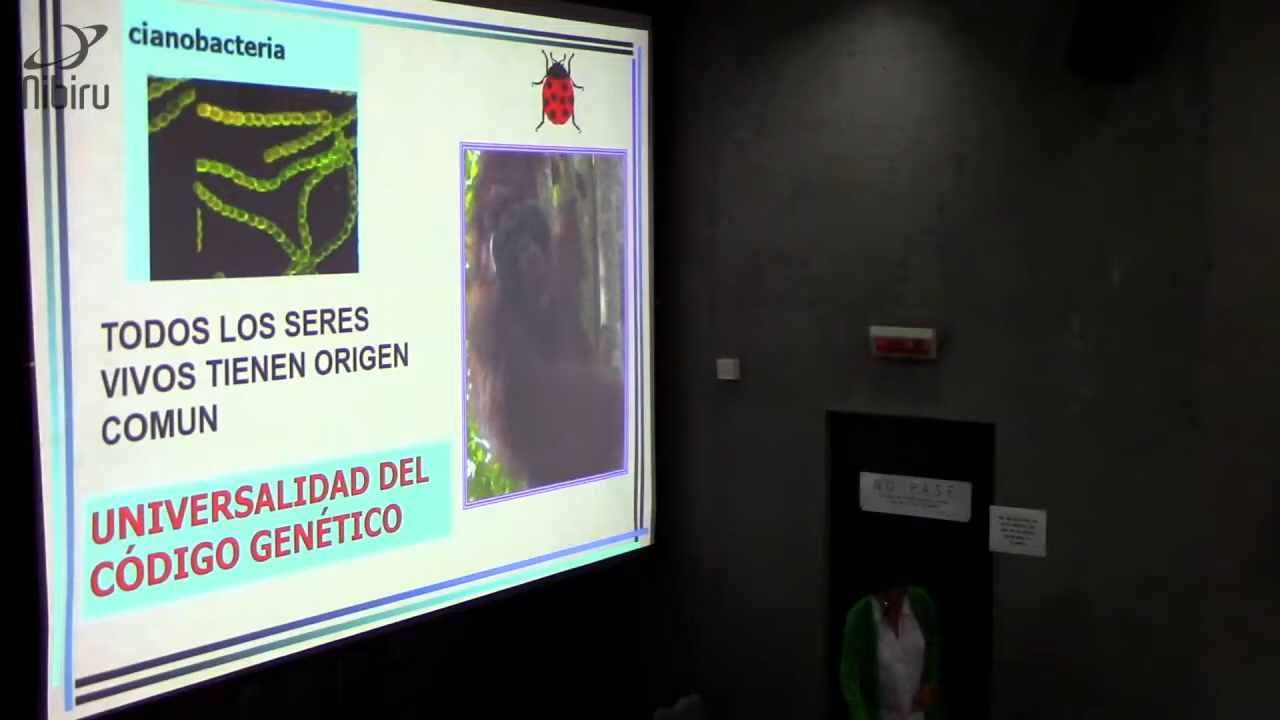 Nibiru
cianobacteria
TODOS LOS SERES
VIVOS TIENEN ORIGEN
COMUN
UNIVERSALIDAD DEL
CÓDIGO GENÉTICO
NO PASE